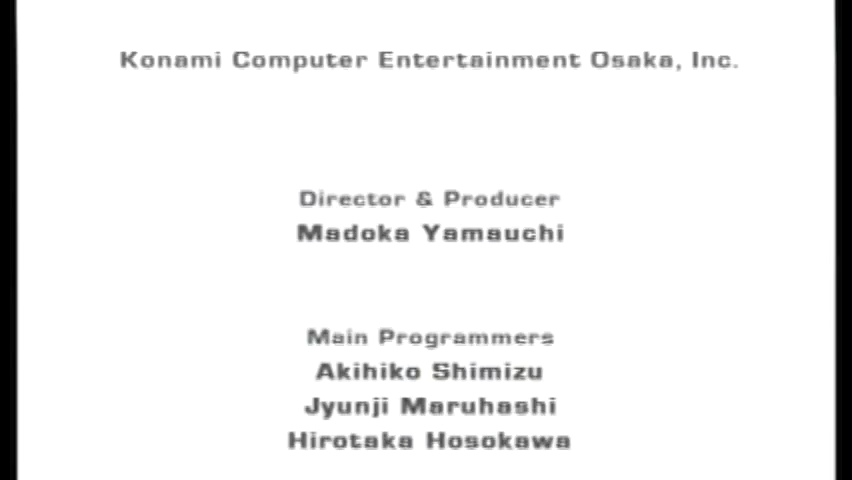 Konami Computer Entertainment Osaka, Inc.
Director & Producer
Madoka Yamauchi
Main Programmers
Akihiko Shimizu
Jyunji Maruhashi
Hirotaka Hosokawa